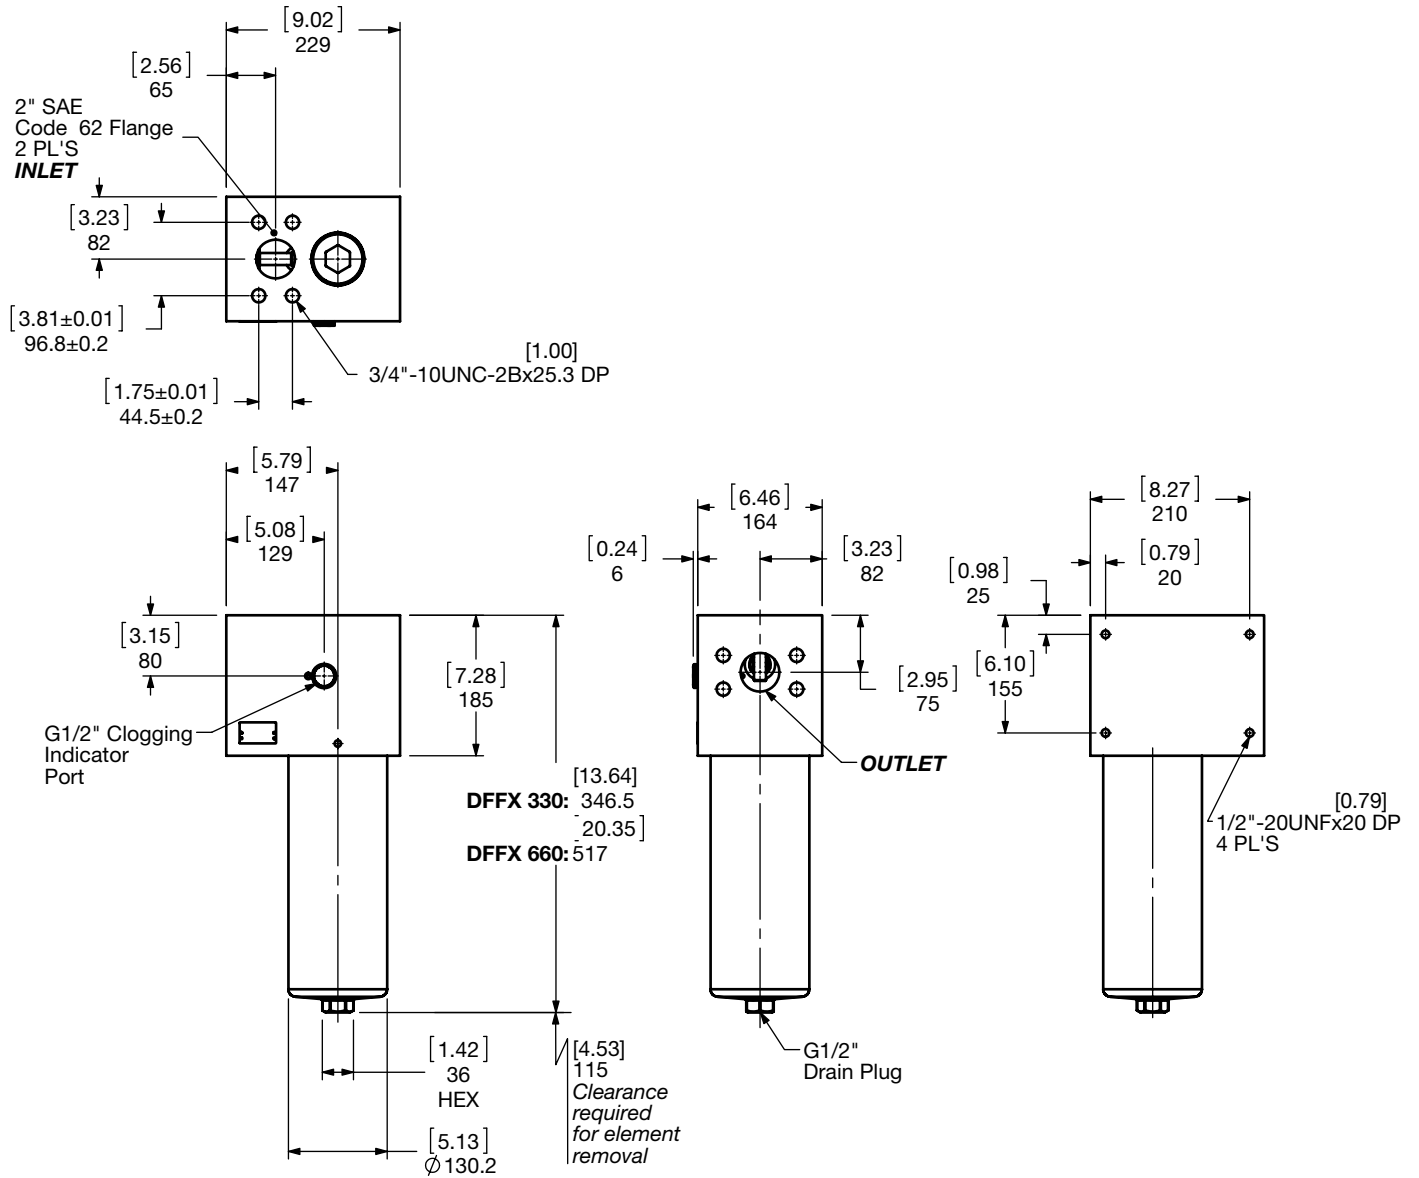 [9.02]
229
[2.56]
65
2" SAE
Code 62 Flange
2 PL'S
INLET
[3.23]
82
[3.81±0.01]
96.8±0.2
[1.00]
3/4"-10UNC-2Bx25.3 DP
[1.75±0.01]
44.5±0.2
[5.79]
147
[5.08]
129
[3.15]
80
G1/2" Clogging
Indicator
Port
[7.28]
185
[13.64]
DFFX 330: 346.5
[20.35]
DFFX 660: 517
[1.42]
36
HEX
[5.13]
Ø130.2
[4.53]
115
Clearance
required
for element
removal
[6.46]
164
[0.24]
6
[3.23]
82
[2.95]
75
OUTLET
G1/2"
Drain Plug
[8.27]
210
[0.79]
20
[0.98]
25
[6.10]
155
[0.79]
1/2"-20UNFx20 DP
4 PL'S